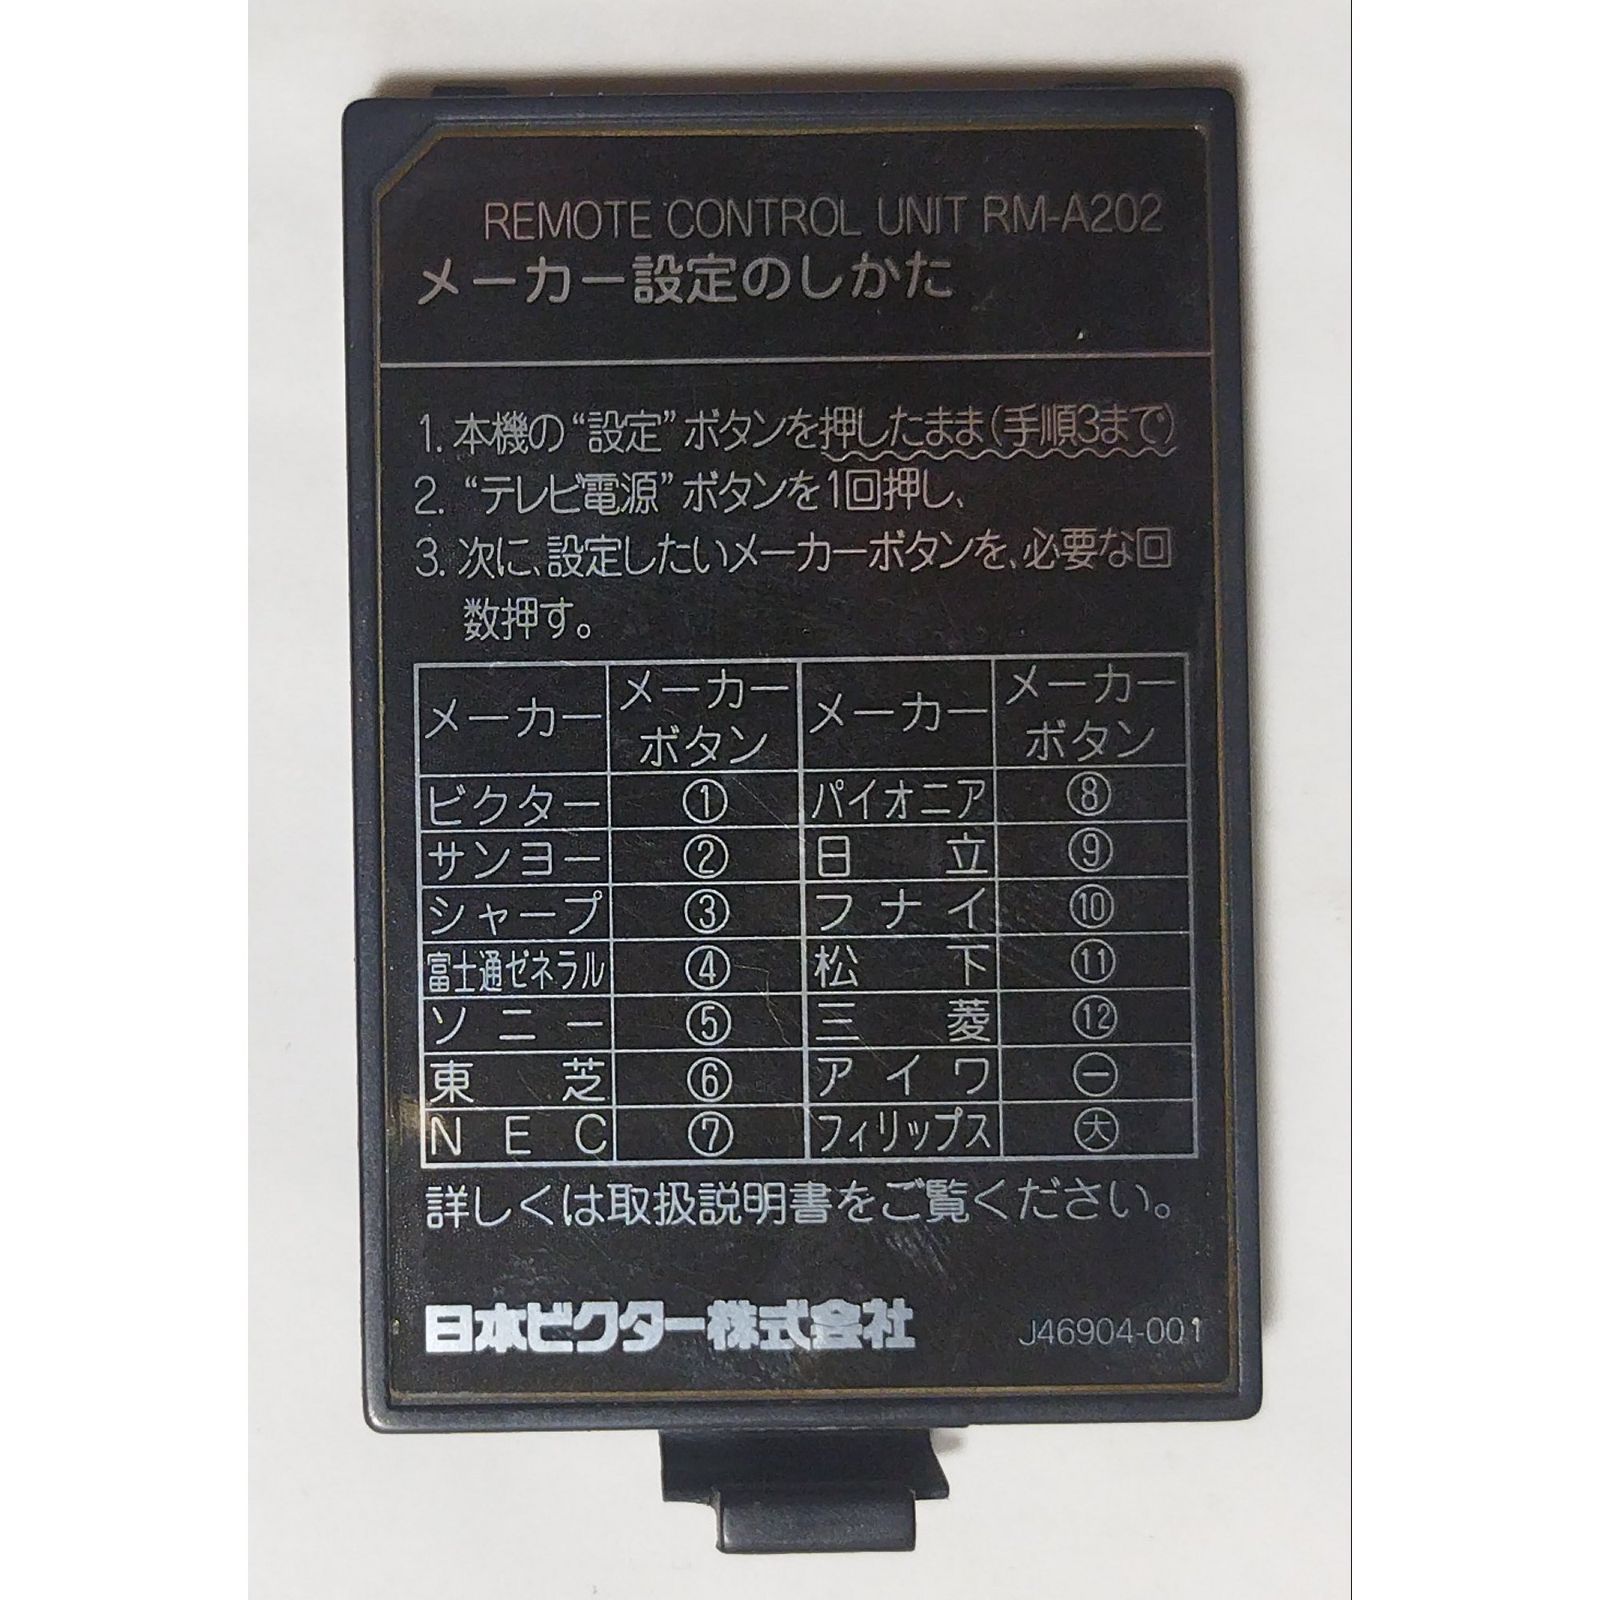 REMOTE CONTROL UNIT RM-A202
メーカー設定のしかた
1. 本機の“設定”ボタンを押したまま(手順3まで)
2. “テレビ電源”ボタンを1回押し、
3. 次に、設定したいメーカーボタンを、必要な回
数押す。
メーカー メーカーボタン メーカー メーカーボタン
ビクター ① パイオニア ⑧
サンヨー ② 日立 ⑨
シャープ ③ フナイ ⑩
富士通ゼネラル ④ 松下 ⑪
ソニー ⑤ 三菱 ⑫
東芝 ⑥ アイワ ㊀
NEC ⑦ フィリップス 大
詳しくは取扱説明書をご覧ください。
日本ビクター株式会社 J46904-001